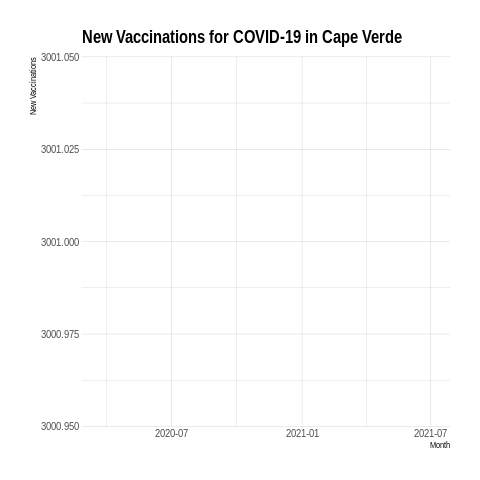 New Vaccinations for COVID-19 in Cape Verde
New Vaccinations
3001.050
3001.025
3001.000
3000.975
3000.950
2020-07 2021-01 2021-07
Month